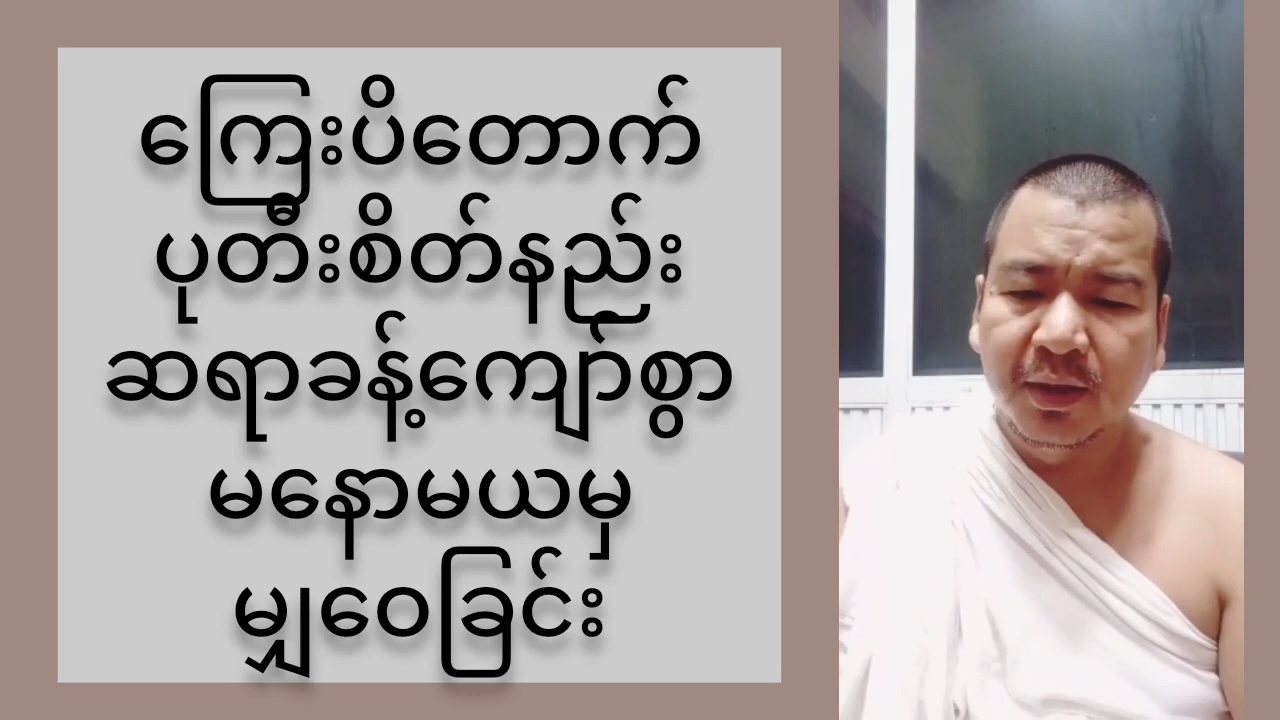 ကြေးပိတောက်
ပုတီးစိတ်နည်း
ဆရာခန့်ကျော်စွာ
မနောမယမှ
မျှဝေခြင်း